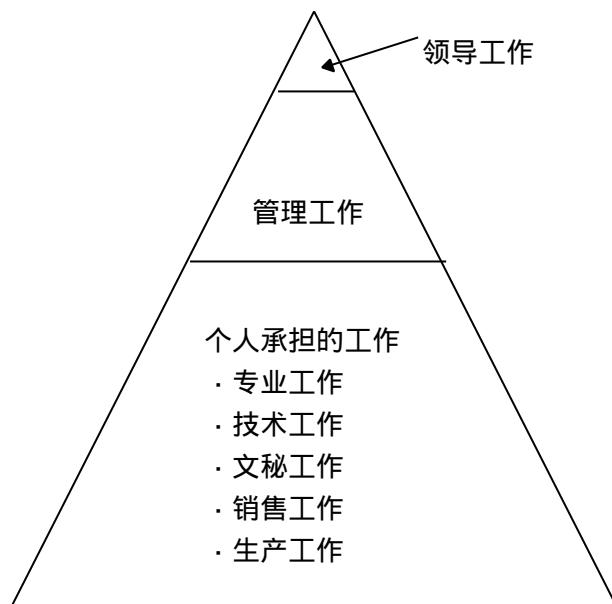 领导工作
管理工作
个人承担的工作
· 专业工作
· 技术工作
· 文秘工作
· 销售工作
· 生产工作